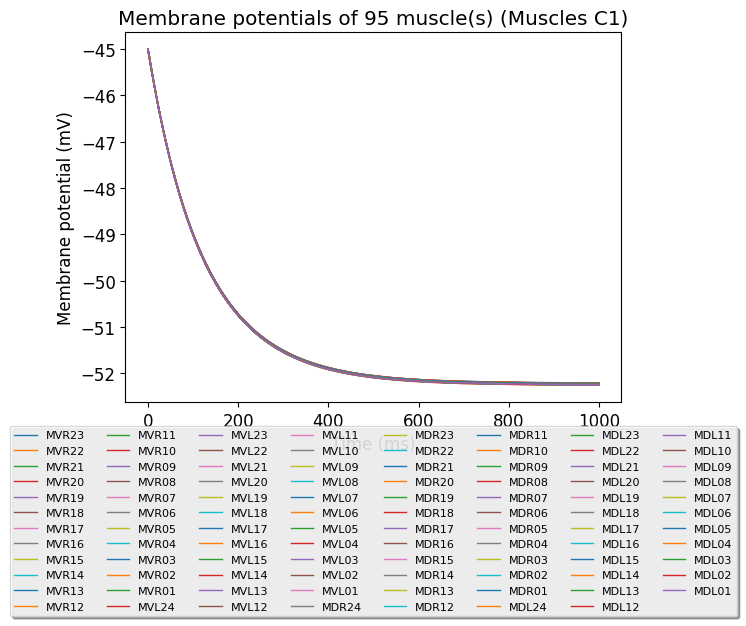 Membrane potentials of 95 muscle(s) (Muscles C1)
Membrane potential (mV)
−45
−46
−47
−48
−49
−50
−51
−52
0 200 400 600 800 1000
Time (ms)
MVR23 MVR11 MVL23 MVL11 MDR23 MDR11 MDL23 MDL11
MVR22 MVR10 MVL22 MVL10 MDR22 MDR10 MDL22 MDL10
MVR21 MVR09 MVL21 MVL09 MDR21 MDR09 MDL21 MDL09
MVR20 MVR08 MVL20 MVL08 MDR20 MDR08 MDL20 MDL08
MVR19 MVR07 MVL19 MVL07 MDR19 MDR07 MDL19 MDL07
MVR18 MVR06 MVL18 MVL06 MDR18 MDR06 MDL18 MDL06
MVR17 MVR05 MVL17 MVL05 MDR17 MDR05 MDL17 MDL05
MVR16 MVR04 MVL16 MVL04 MDR16 MDR04 MDL16 MDL04
MVR15 MVR03 MVL15 MVL03 MDR15 MDR03 MDL15 MDL03
MVR14 MVR02 MVL14 MVL02 MDR14 MDR02 MDL14 MDL02
MVR13 MVR01 MVL13 MVL01 MDR13 MDR01 MDL13 MDL01
MVR12 MVL24 MVL12 MDR24 MDR12 MDL24 MDL12